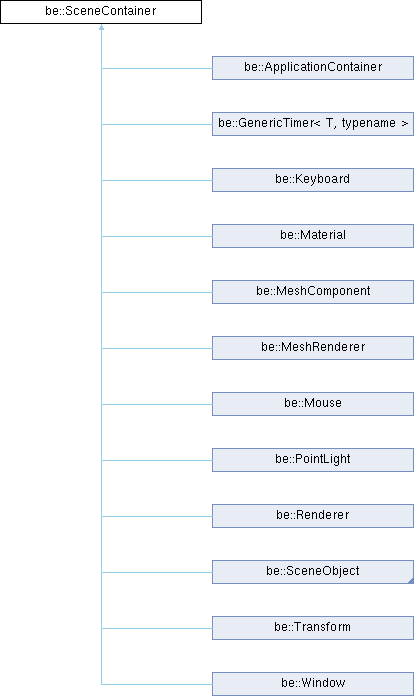 be::SceneContainer
be::ApplicationContainer
be::GenericTimer< T, typename >
be::Keyboard
be::Material
be::MeshComponent
be::MeshRenderer
be::Mouse
be::PointLight
be::Renderer
be::SceneObject
be::Transform
be::Window